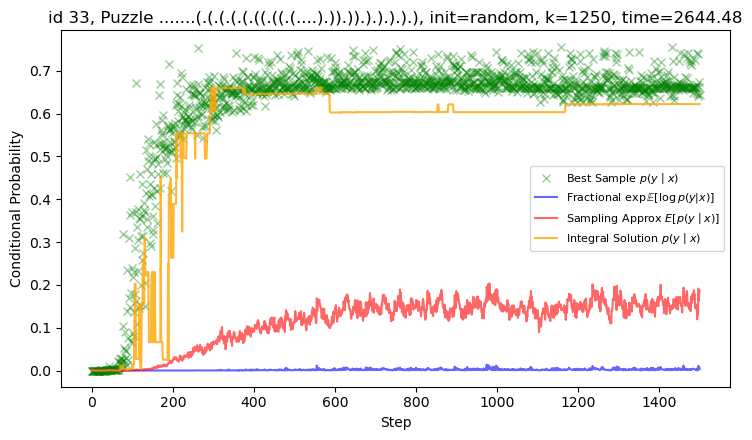 id 33, Puzzle .......(.(.(.(.(.((.((.(....).)).)).).).).).), init=random, k=1250, time=2644.48
Conditional Probability
0.7
0.6
0.5
0.4
0.3
0.2
0.1
0.0
Best Sample p(y | x)
Fractional exp𝔼[log p(y|x)]
Sampling Approx E[p(y | x)]
Integral Solution p(y | x)
0 200 400 600 800 1000 1200 1400
Step